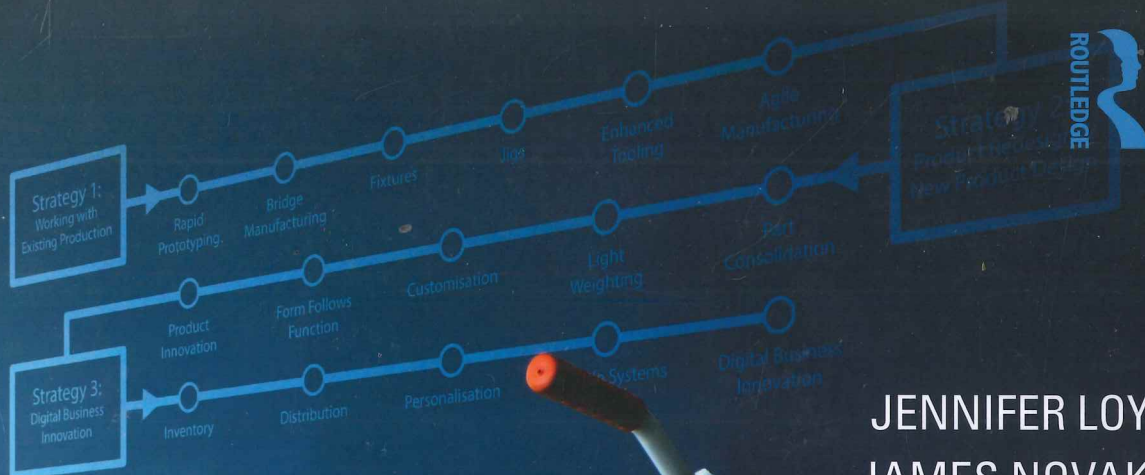 ROUTLEDGE
Strategy 1:
Working with
Existing Production
Rapid
Prototyping
Bridge
Manufacturing
Fixtures
Jigs
Enhanced
Tooling
Agile
Manufacturing
Strategy 2:
Product Redesign
New Product Design
Part
Consolidation
Light
Weighting
Customisation
Form Follows
Function
Product
Innovation
Strategy 3:
Digital Business
Innovation
Inventory
Distribution
Personalisation
Systems
Digital Business
Innovation
JENNIFER LOY
JAMES NOVAK